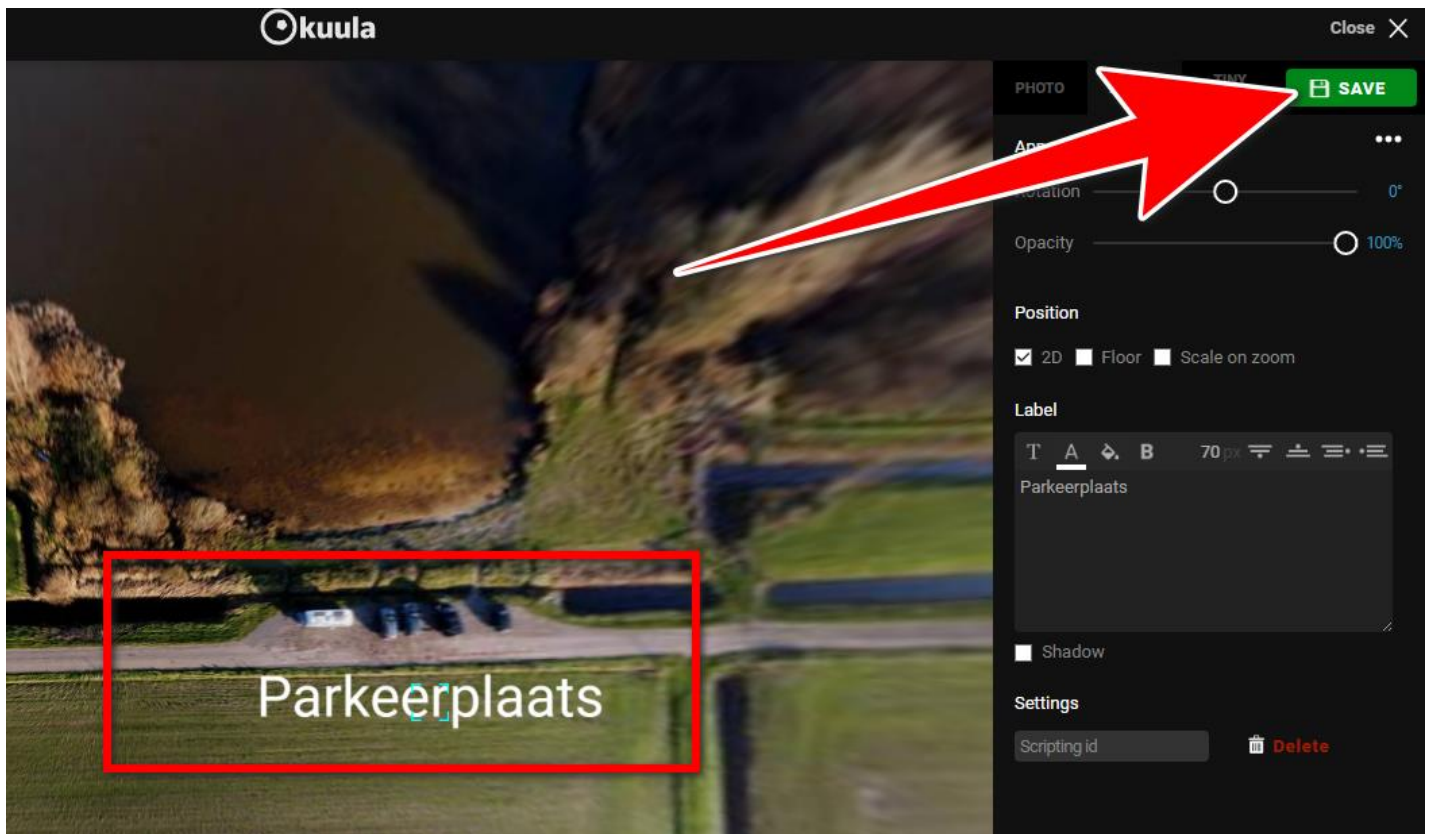 kuula
Close
PHOTO
TINY
SAVE
Rotation 0°
Opacity 100%
Position
2D Floor Scale on zoom
Label
T A B 70 px
Parkeerplaats
Shadow
Parkeerplaats
Settings
Scripting id Delete